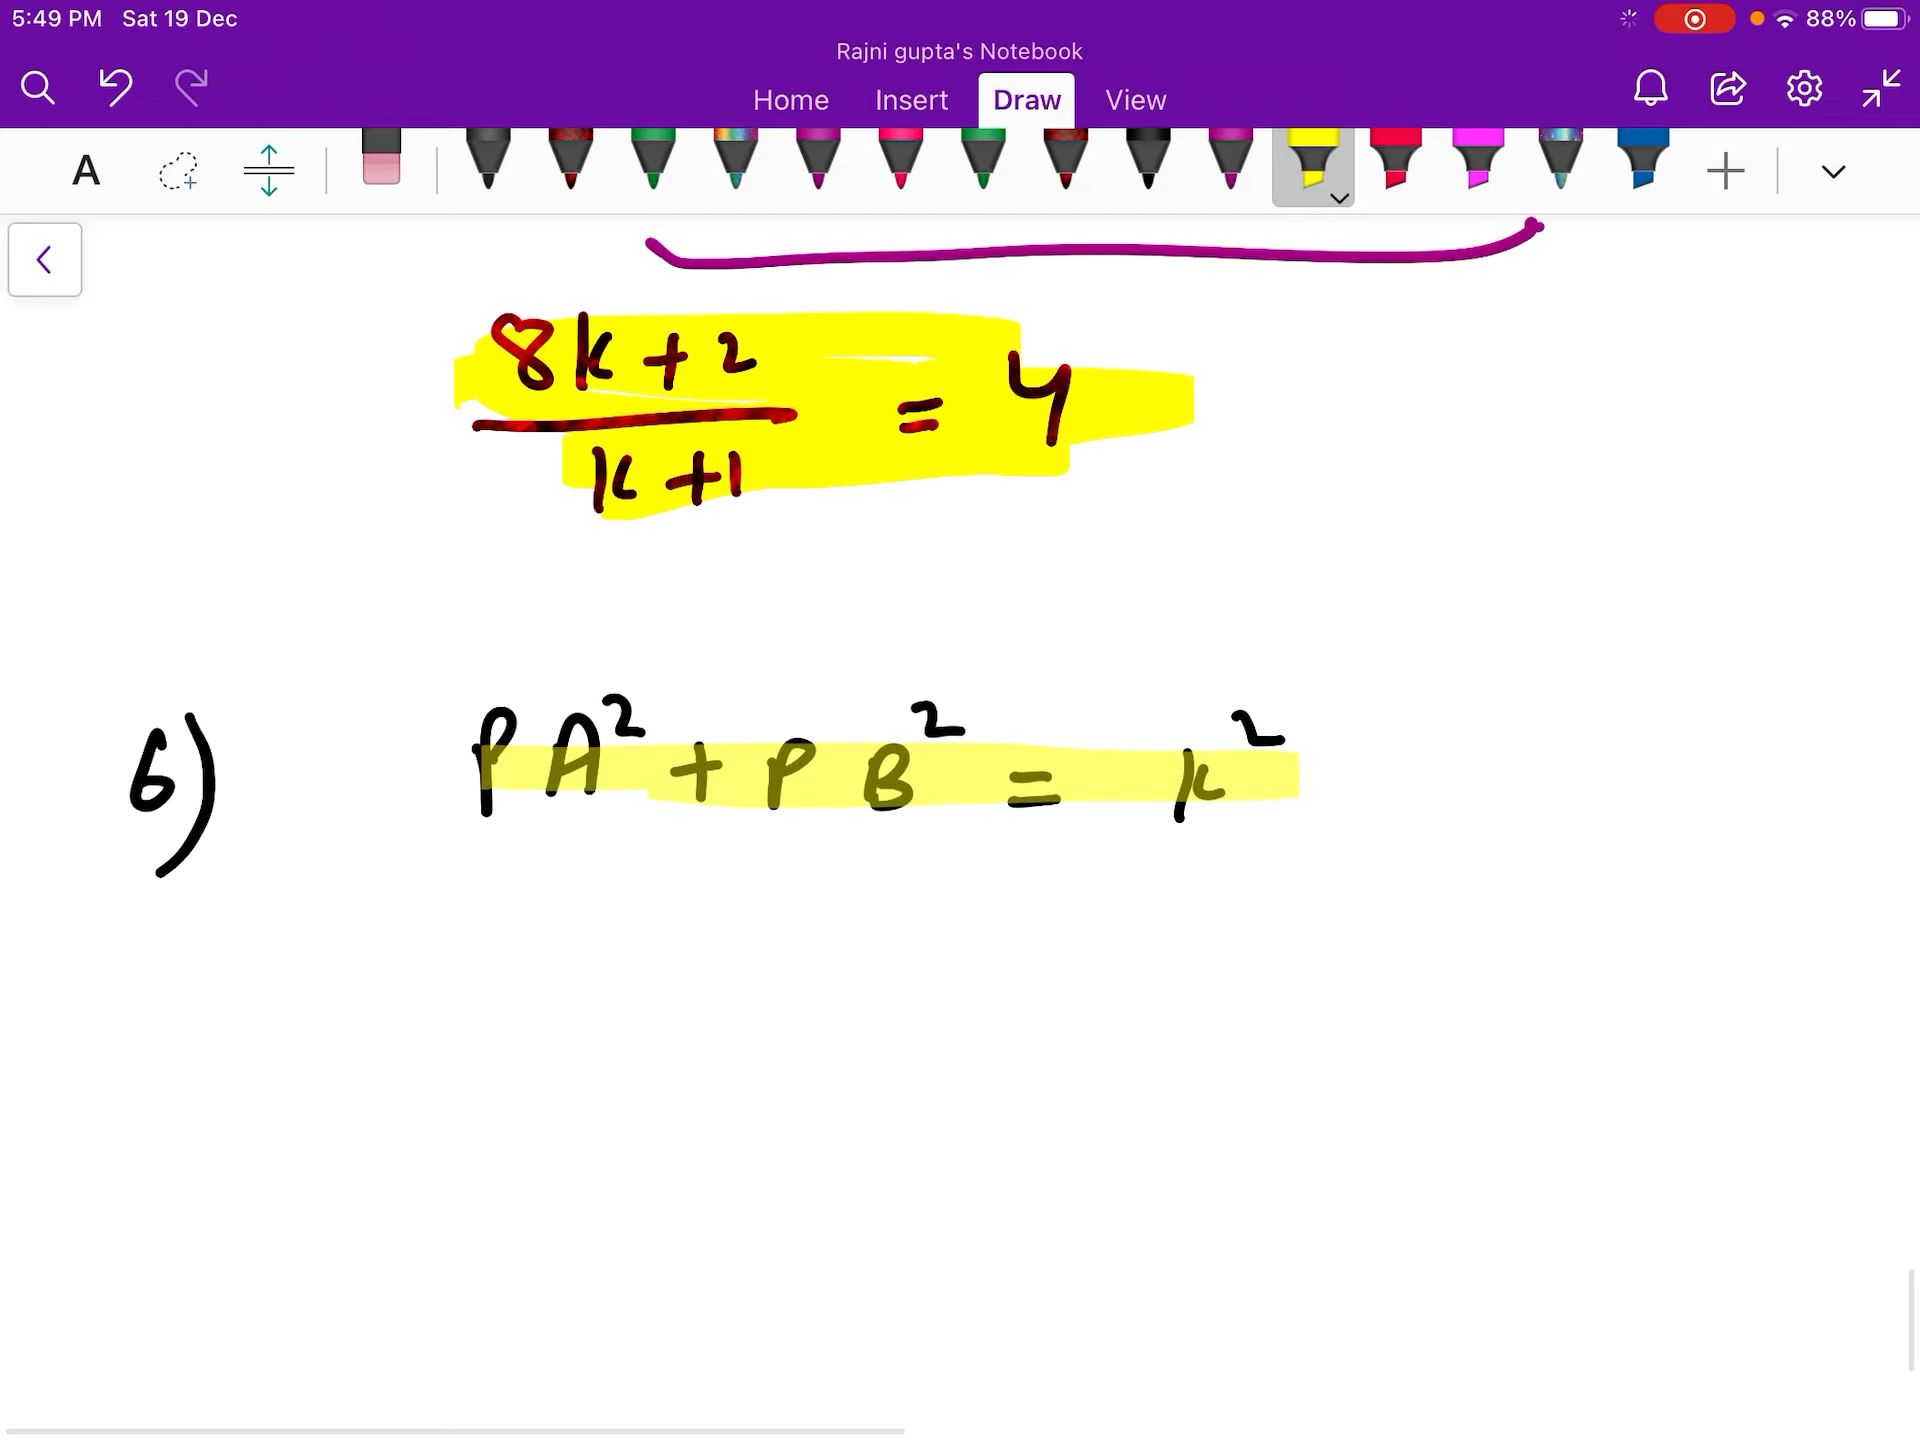 5:49 PM Sat 19 Dec
88%
Rajni gupta's Notebook
Home Insert Draw View
A
8k + 2
= 4
k + 1
6) PA² + PB² = k²